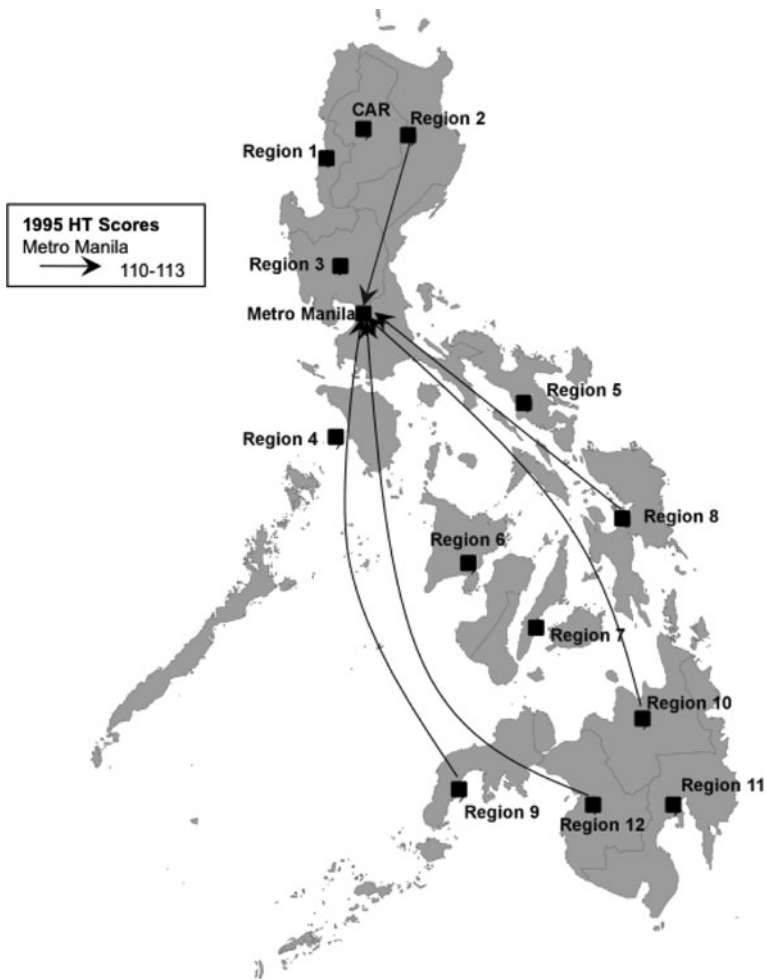 CAR
Region 2
Region 1
1995 HT Scores
Metro Manila
110-113
Region 3
Metro Manila
Region 5
Region 4
Region 8
Region 6
Region 7
Region 10
Region 11
Region 9
Region 12